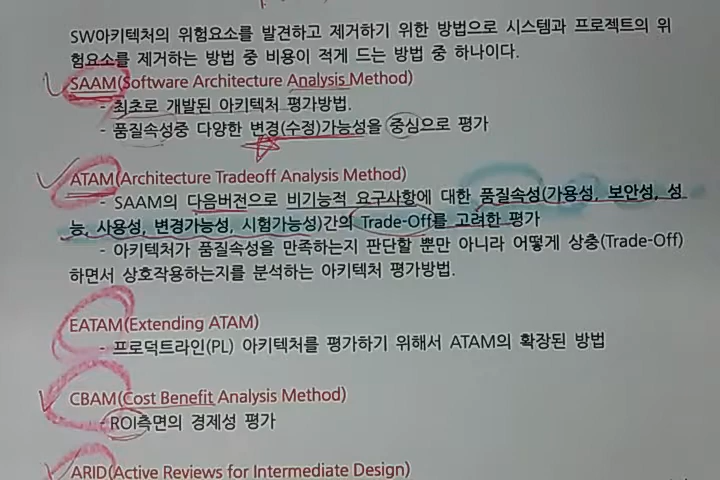 SW아키텍처의 위험요소를 발견하고 제거하기 위한 방법으로 시스템과 프로젝트의 위
험요소를 제거하는 방법 중 비용이 적게 드는 방법 중 하나이다.
SAAM(Software Architecture Analysis Method)
- 최초로 개발된 아키텍처 평가방법.
- 품질속성중 다양한 변경(수정)가능성을 중심으로 평가
ATAM(Architecture Tradeoff Analysis Method)
- SAAM의 다음버전으로 비기능적 요구사항에 대한 품질속성(가용성, 보안성, 성
능, 사용성, 변경가능성, 시험가능성)간의 Trade-Off를 고려한 평가
- 아키텍처가 품질속성을 만족하는지 판단할 뿐만 아니라 어떻게 상충(Trade-Off)
하면서 상호작용하는지를 분석하는 아키텍처 평가방법.
EATAM(Extending ATAM)
- 프로덕트라인(PL) 아키텍처를 평가하기 위해서 ATAM의 확장된 방법
CBAM(Cost Benefit Analysis Method)
- ROI측면의 경제성 평가
ARID(Active Reviews for Intermediate Design)